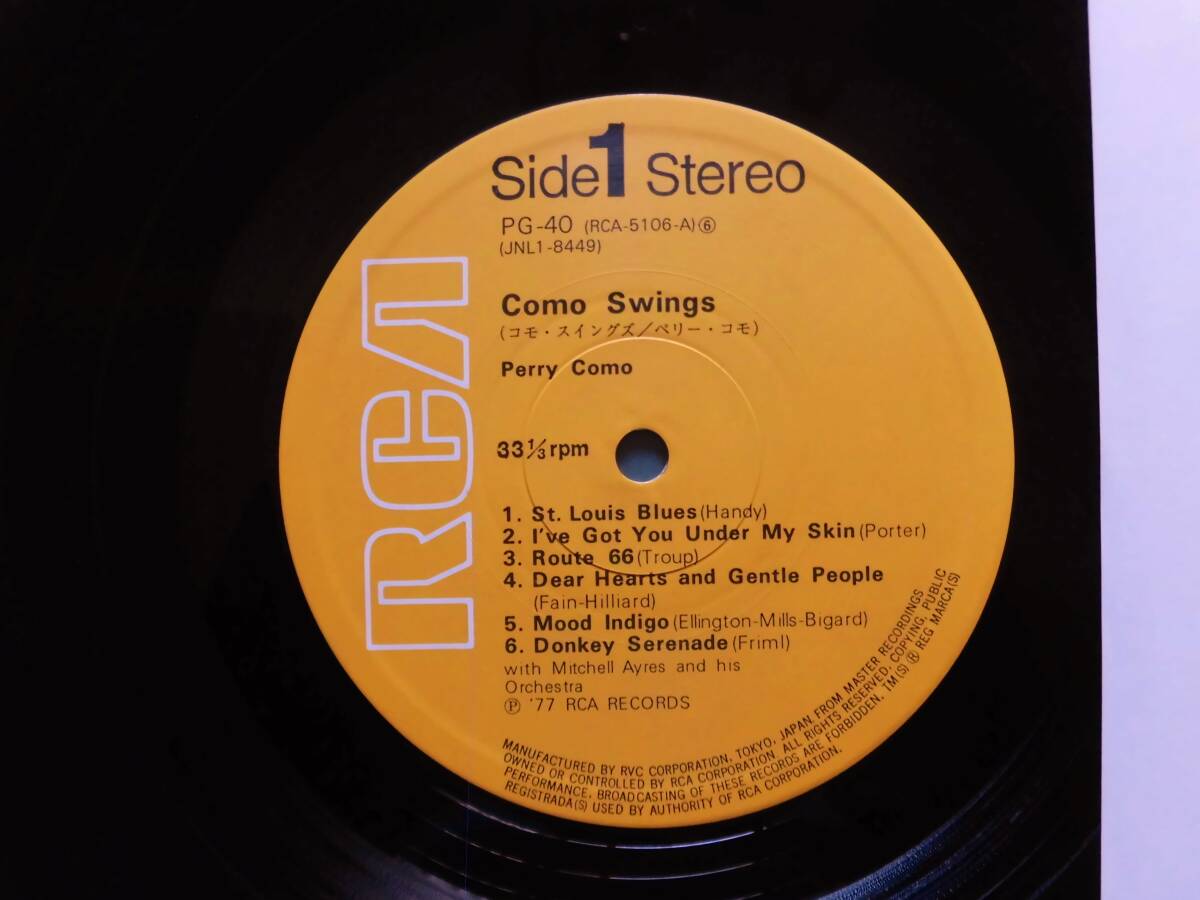 Side 1 Stereo
PG-40 (RCA-5106-A)⑥
(JNL1-8449)
RCA
Como Swings
(コモ・スイングズ/ペリー・コモ)
Perry Como
33 1/3 rpm
1. St. Louis Blues (Handy)
2. I've Got You Under My Skin (Porter)
3. Route 66 (Troup)
4. Dear Hearts and Gentle People
(Fain-Hilliard)
5. Mood Indigo (Ellington-Mills-Bigard)
6. Donkey Serenade (Friml)
with Mitchell Ayres and his
Orchestra
Ⓟ '77 RCA RECORDS
MANUFACTURED BY RVC CORPORATION, TOKYO, JAPAN, FROM MASTER RECORDINGS
OWNED OR CONTROLLED BY RCA CORPORATION. ALL RIGHTS RESERVED. COPYING, PUBLIC
PERFORMANCE, BROADCASTING OF THESE RECORDS ARE FORBIDDEN. TM(S) ® REG MARCA(S)
REGISTRADA(S) USED BY AUTHORITY OF RCA CORPORATION.